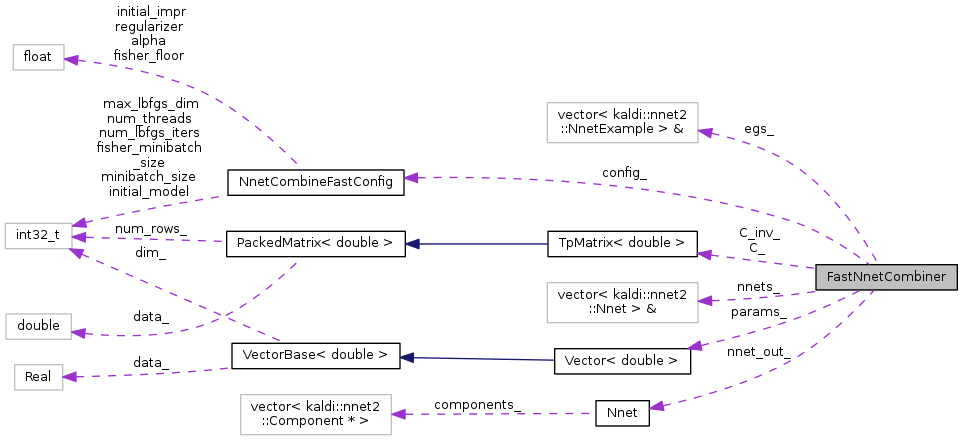 initial_impr
regularizer
alpha
fisher_floor
float
max_lbfgs_dim
num_threads
num_lbfgs_iters
fisher_minibatch
_size
minibatch_size
initial_model
vector< kaldi::nnet2
::NnetExample > &
egs_
config_
NnetCombineFastConfig
int32_t
num_rows_
PackedMatrix< double >
TpMatrix< double >
C_inv_
C_
dim_
FastNnetCombiner
vector< kaldi::nnet2
::Nnet > &
nnets_
double
data_
params_
VectorBase< double >
Vector< double >
nnet_out_
Real
data_
vector< kaldi::nnet2
::Component * >
components_
Nnet